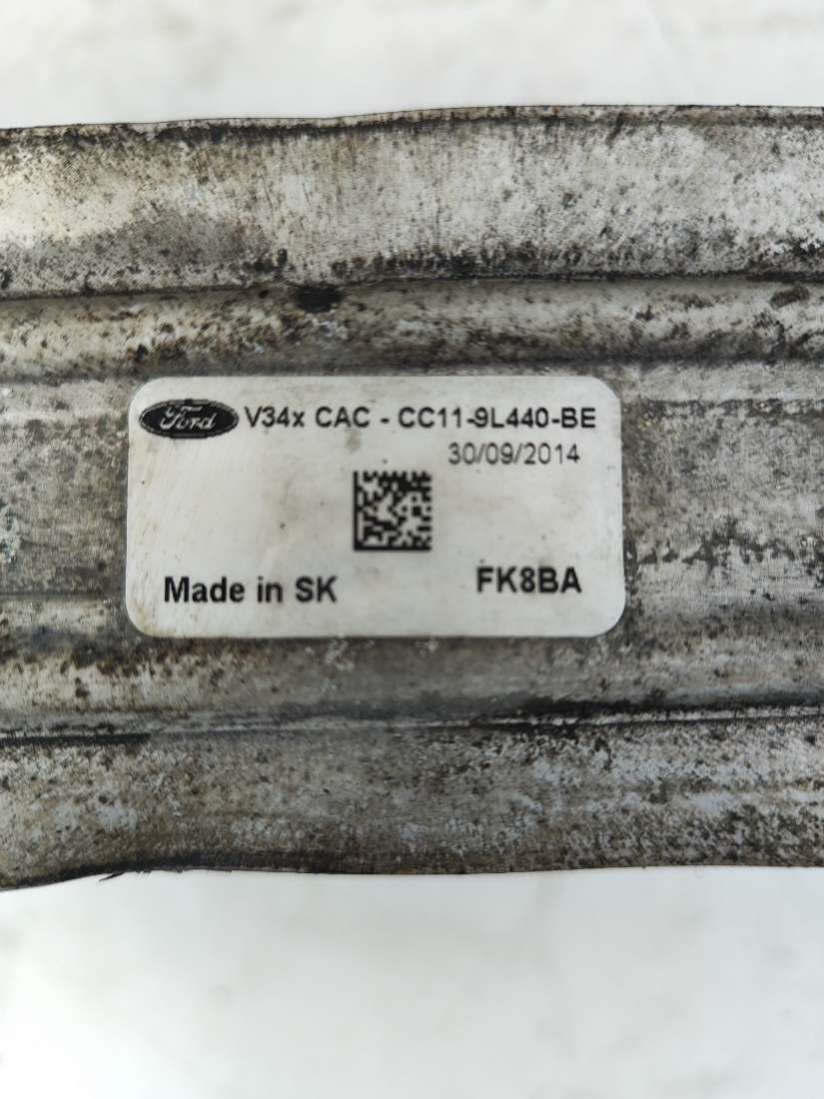 Ford V34x CAC - CC11-9L440-BE
30/09/2014
Made in SK FK8BA